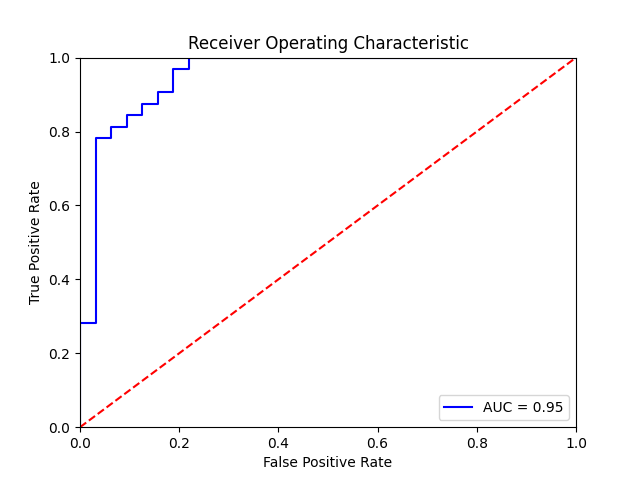 Receiver Operating Characteristic
1.0
0.8
0.6
0.4
0.2
0.0
True Positive Rate
AUC = 0.95
0.0 0.2 0.4 0.6 0.8 1.0
False Positive Rate